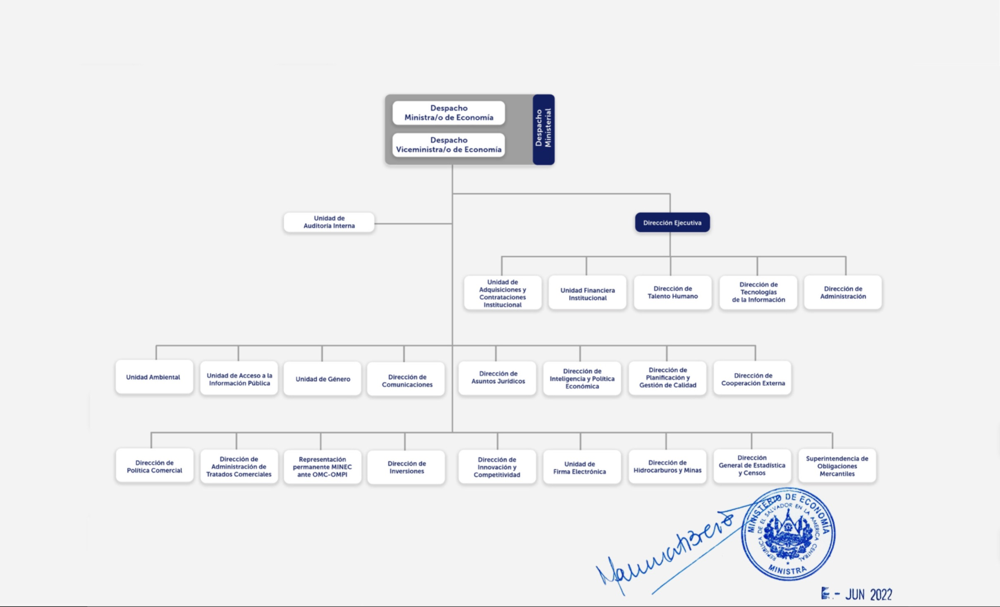 Despacho
Ministra/o de Economía
Despacho
Viceministra/o de Economía
Despacho
Ministerial
Unidad de
Auditoría Interna
Dirección Ejecutiva
Unidad de
Adquisiciones y
Contrataciones
Institucional
Unidad Financiera
Institucional
Dirección de
Talento Humano
Dirección de
Tecnologías
de la Información
Dirección de
Administración
Unidad Ambiental
Unidad de Acceso a la
Información Pública
Unidad de Género
Dirección de
Comunicaciones
Dirección de
Asuntos Jurídicos
Dirección de
Inteligencia y Política
Económica
Dirección de
Planificación y
Gestión de Calidad
Dirección de
Cooperación Externa
Dirección de
Política Comercial
Dirección de
Administración de
Tratados Comerciales
Representación
permanente MINEC
ante OMC-OMPI
Dirección de
Inversiones
Dirección de
Innovación y
Competitividad
Unidad de
Firma Electrónica
Dirección de
Hidrocarburos y Minas
Dirección
General de Estadística
y Censos
Superintendencia de
Obligaciones
Mercantiles
MINISTERIO DE ECONOMÍA
REPUBLICA DE EL SALVADOR EN LA AMERICA CENTRAL
MINISTRA
- JUN 2022